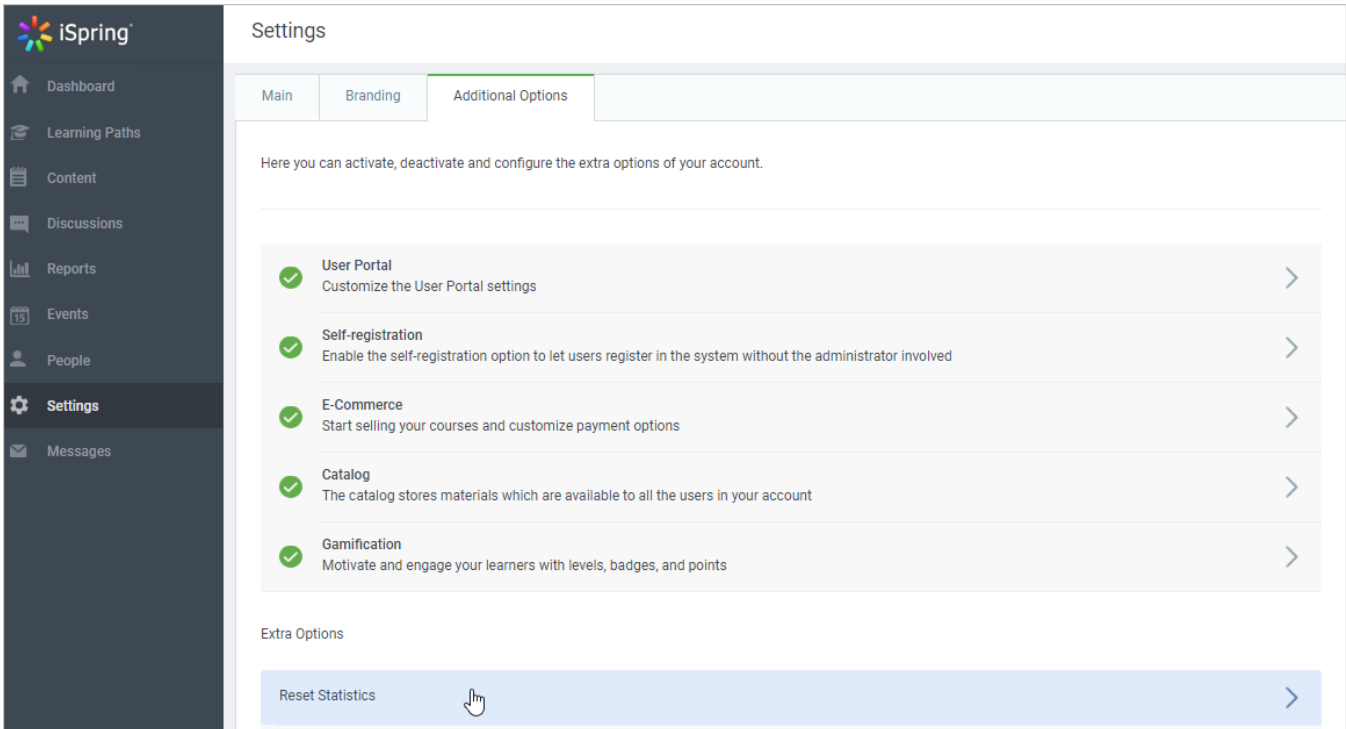 iSpring
Settings
Dashboard
Learning Paths
Content
Discussions
Reports
15
Events
People
Settings
Messages
Main
Branding
Additional Options
Here you can activate, deactivate and configure the extra options of your account.
User Portal
Customize the User Portal settings
Self-registration
Enable the self-registration option to let users register in the system without the administrator involved
E-Commerce
Start selling your courses and customize payment options
Catalog
The catalog stores materials which are available to all the users in your account
Gamification
Motivate and engage your learners with levels, badges, and points
Extra Options
Reset Statistics